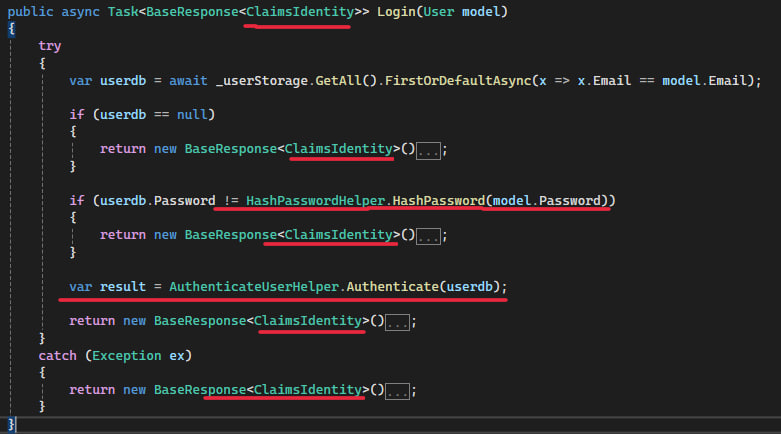 public async Task<BaseResponse<ClaimsIdentity>> Login(User model)
{
try
{
var userdb = await _userStorage.GetAll().FirstOrDefaultAsync(x => x.Email == model.Email);
if (userdb == null)
{
return new BaseResponse<ClaimsIdentity>()...;
}
if (userdb.Password != HashPasswordHelper.HashPassword(model.Password))
{
return new BaseResponse<ClaimsIdentity>()...;
}
var result = AuthenticateUserHelper.Authenticate(userdb);
return new BaseResponse<ClaimsIdentity>()...;
}
catch (Exception ex)
{
return new BaseResponse<ClaimsIdentity>()...;
}
}